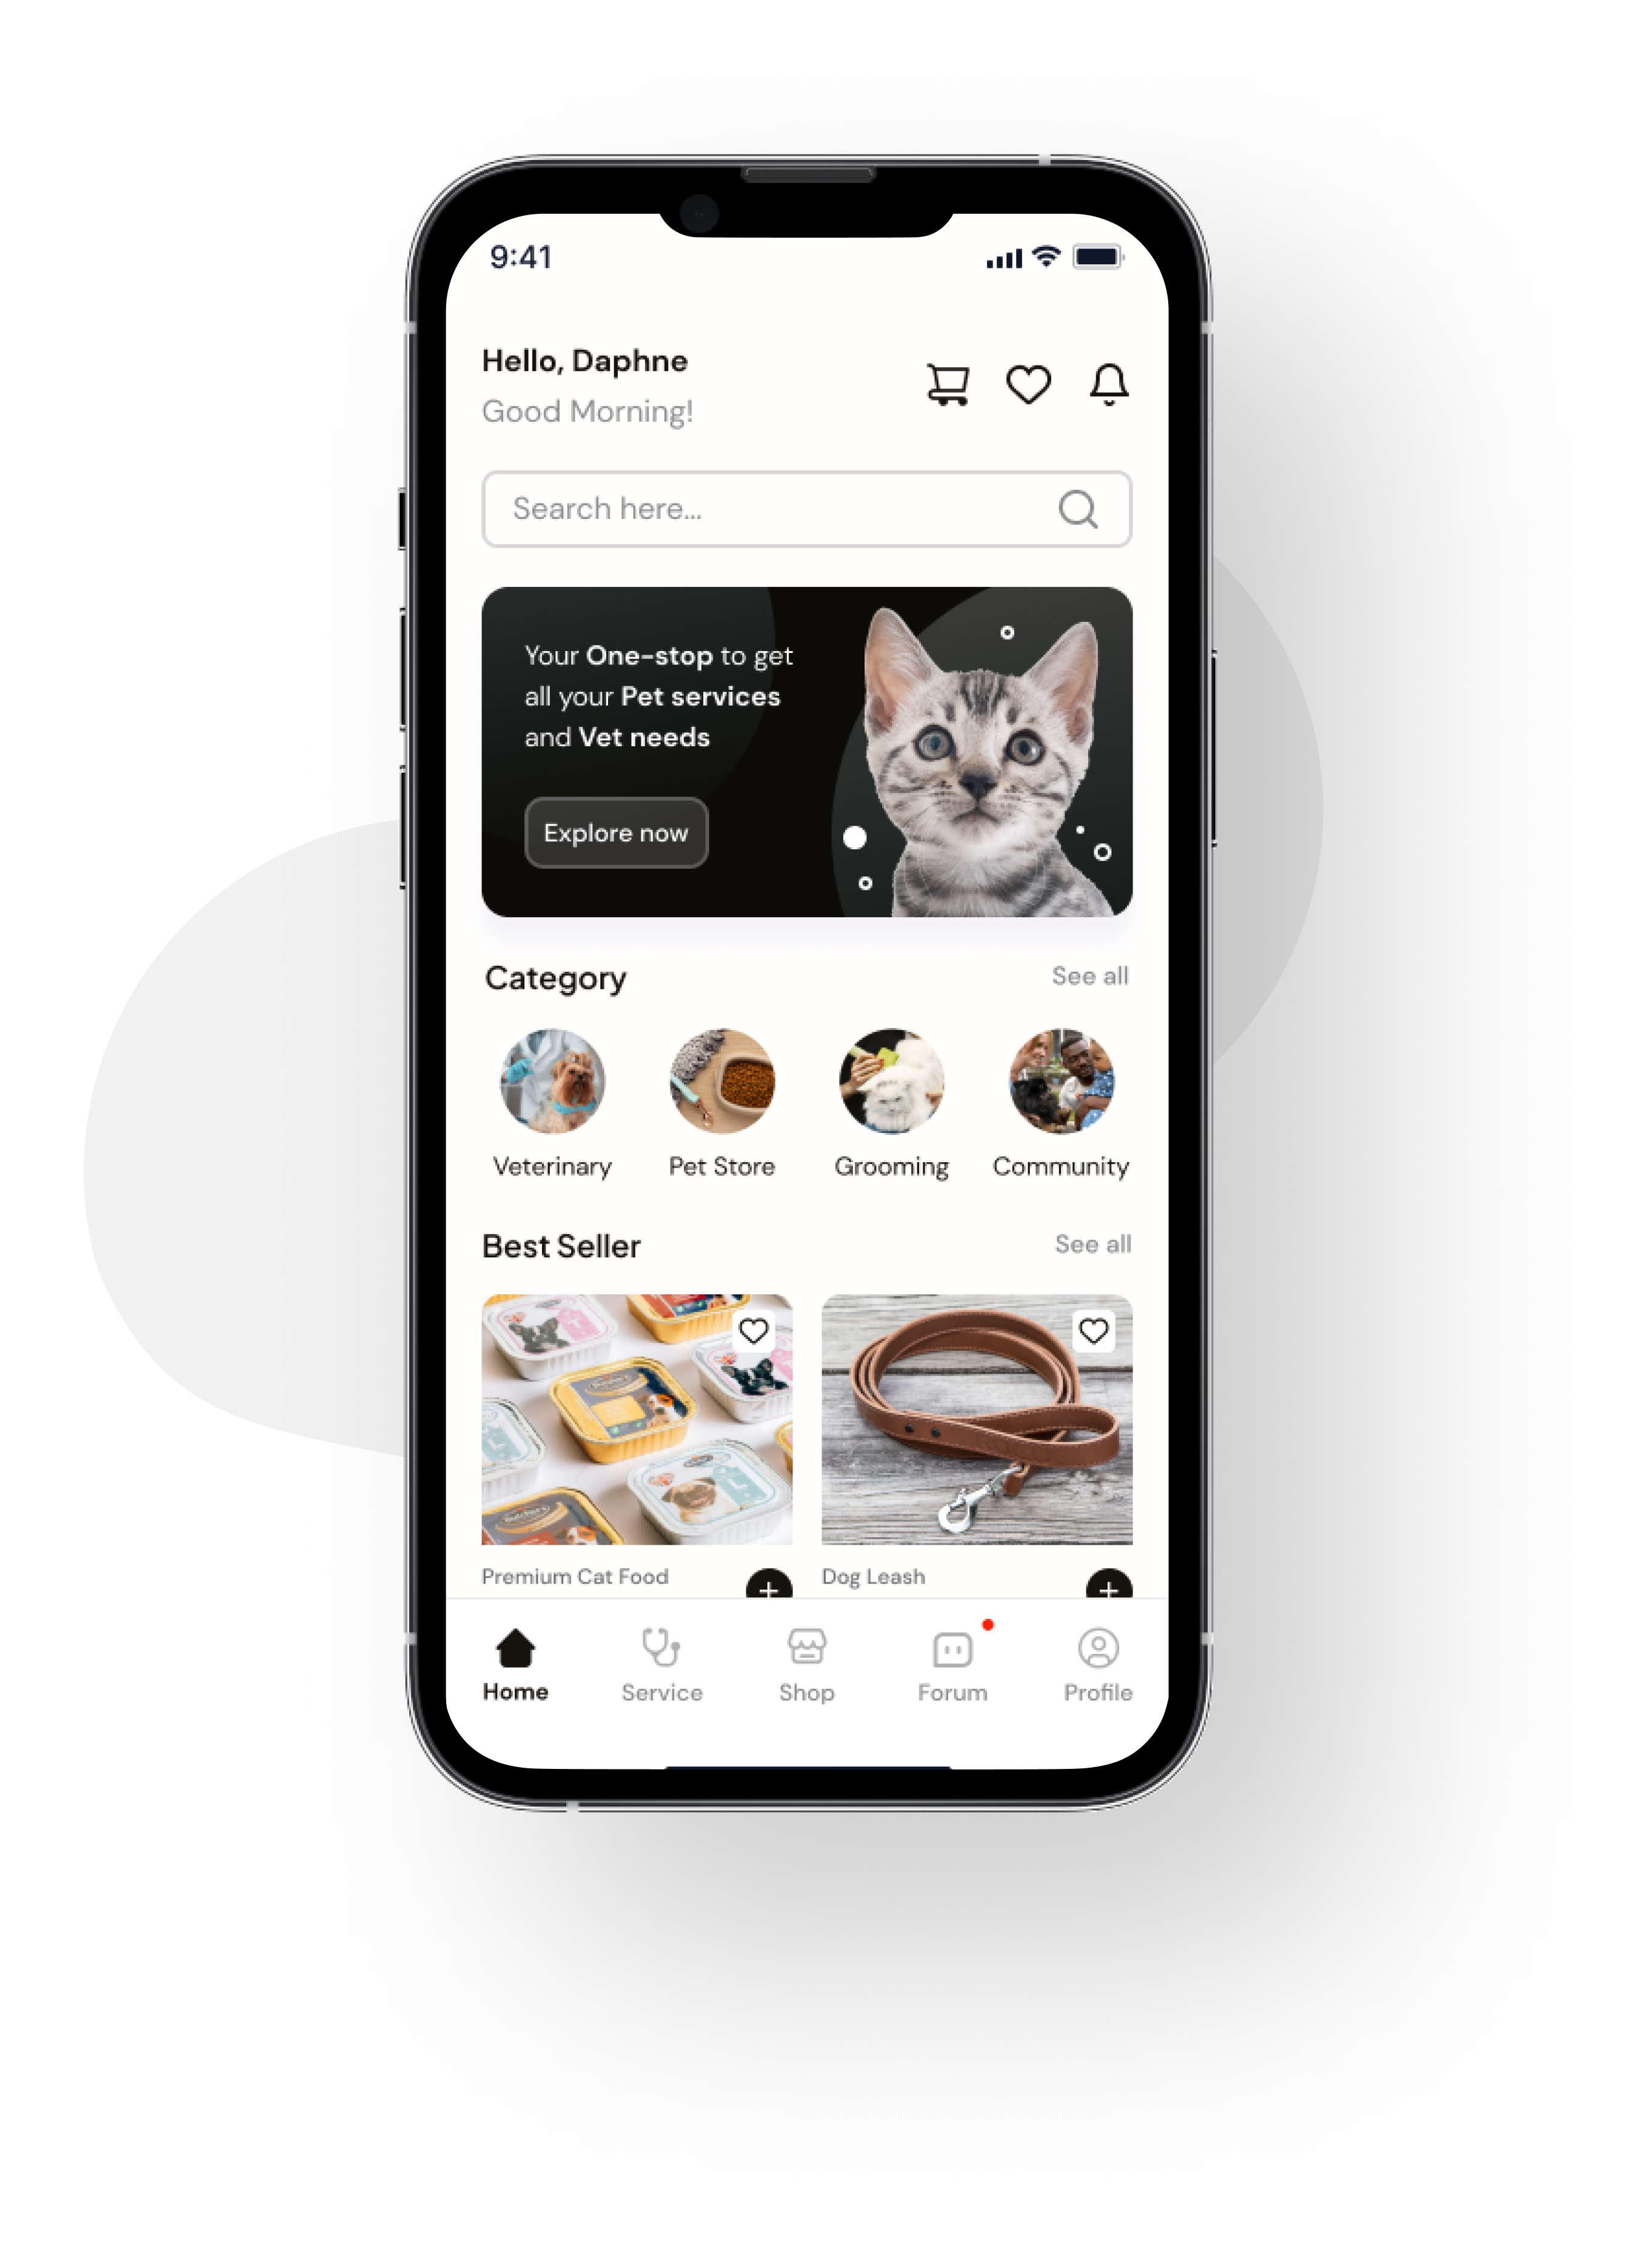 9:41
Hello, Daphne
Good Morning!
Search here...
Your One-stop to get
all your Pet services
and Vet needs
Explore now
Category
See all
Veterinary
Pet Store
Grooming
Community
Best Seller
See all
Premium Cat Food
Dog Leash
Home
Service
Shop
Forum
Profile